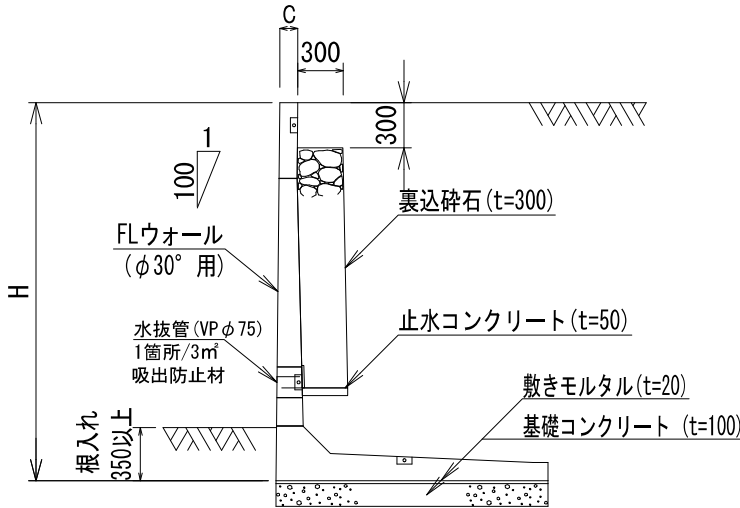 C
300
300
1
100
裏込砕石(t=300)
FLウォール
(φ30° 用)
H
水抜管(VPφ75)
1箇所/3㎡
吸出防止材
止水コンクリート(t=50)
敷きモルタル(t=20)
基礎コンクリート (t=100)
根入れ
350以上